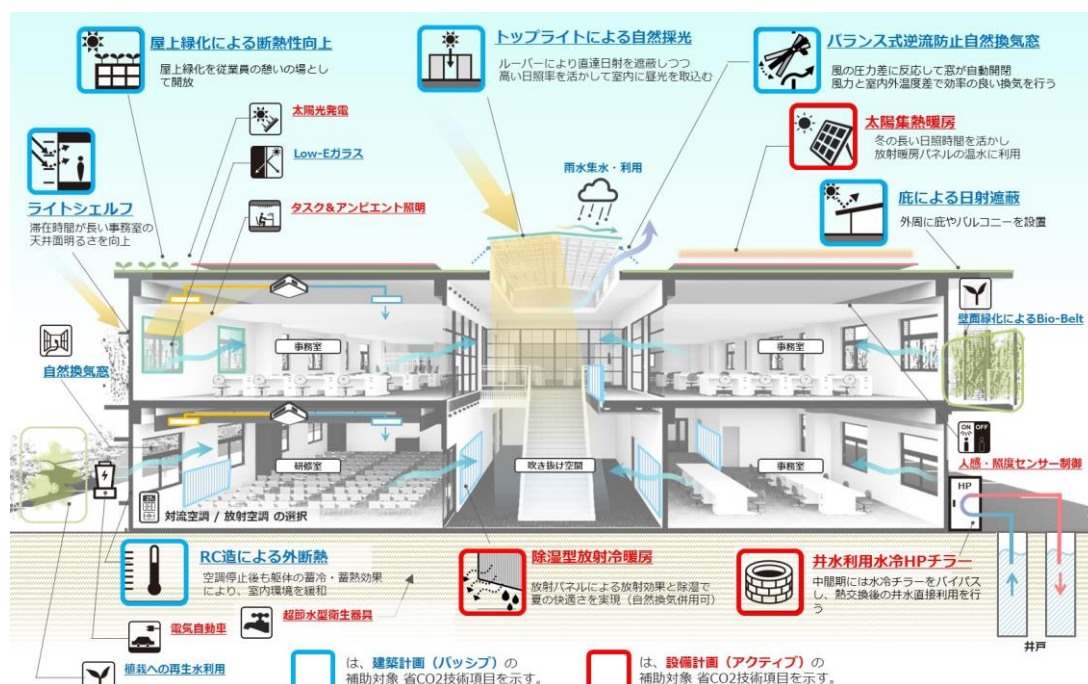 屋上緑化による断熱性向上
屋上緑化を従業員の憩いの場とし
て開放
トップライトによる自然採光
ルーバーにより直達日射を遮蔽しつつ
高い日照率を活かして室内に昼光を取込む
バランス式逆流防止自然換気窓
風の圧力差に反応して窓が自動開閉
風力と室内外温度差で効率の良い換気を行う
太陽光発電
Low-Eガラス
タスク＆アンビエント照明
太陽集熱暖房
冬の長い日照時間を活かし
放射暖房パネルの温水に利用
雨水集水・利用
ライトシェルフ
滞在時間が長い事務室の
天井面明るさを向上
庇による日射遮蔽
外周に庇やバルコニーを設置
壁面緑化によるBio-Belt
自然換気窓
事務室
事務室
ON OFF
人感・照度センサー制御
研修室
吹き抜け空間
事務室
HP
対流空調 / 放射空調 の選択
RC造による外断熱
空調停止後も躯体の蓄冷・蓄熱効果
により、室内環境を緩和
除湿型放射冷暖房
放射パネルによる放射効果と除湿で
夏の快適さを実現（自然換気併用可）
井水利用水冷HPチラー
中間期には水冷チラーをバイパス
し、熱交換後の井水直接利用を行
う
井戸
超節水型衛生器具
電気自動車
植栽への再生水利用
は、建築計画（パッシブ）の
補助対象 省CO2技術項目を示す。
は、設備計画（アクティブ）の
補助対象 省CO2技術項目を示す。